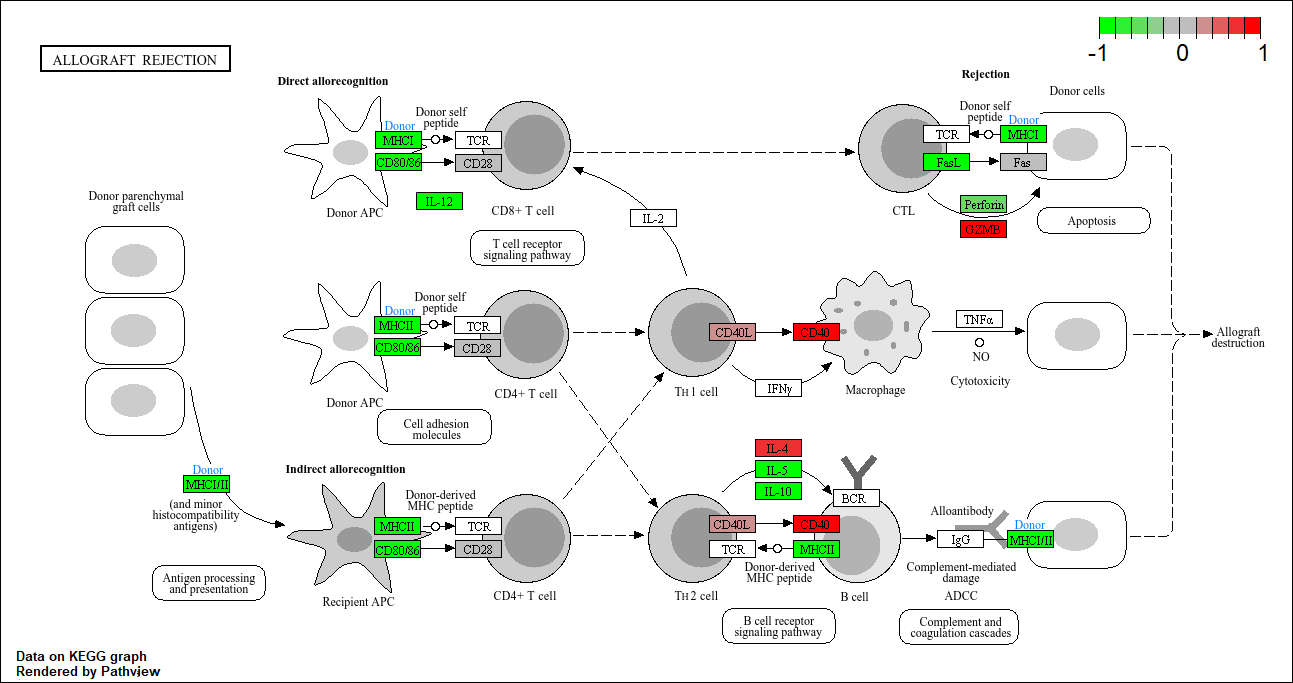 -1 0 1
ALLOGRAFT REJECTION
Direct allorecognition
Donor self
peptide
Donor
MHCI
TCR
CD80/86
CD28
IL-12
Donor APC
CD8+ T cell
T cell receptor
signaling pathway
IL-2
Rejection
Donor cells
Donor self
peptide
Donor
TCR
MHCI
FasL
Fas
Perforin
GZMB
CTL
Apoptosis
Donor parenchymal
graft cells
Donor self
peptide
Donor
MHCII
TCR
CD80/86
CD28
Donor APC
CD4+ T cell
Cell adhesion
molecules
CD40L
CD40
TH1 cell
IFNγ
Macrophage
TNFα
NO
Cytotoxicity
Allograft
destruction
Donor
MHCI/II
(and minor
histocompatibility
antigens)
Antigen processing
and presentation
Indirect allorecognition
Donor-derived
MHC peptide
MHCII
TCR
CD80/86
CD28
Recipient APC
CD4+ T cell
IL-4
IL-5
IL-10
BCR
CD40L
CD40
TCR
MHCII
Donor-derived
MHC peptide
TH2 cell
B cell
B cell receptor
signaling pathway
Alloantibody
Donor
IgG
MHCI/II
Complement-mediated
damage
ADCC
Complement and
coagulation cascades
Data on KEGG graph
Rendered by Pathview